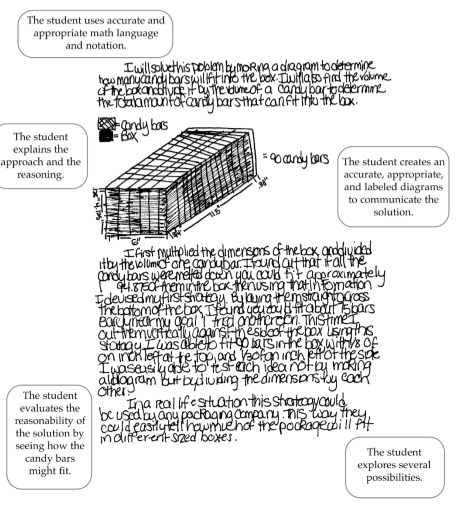 The student uses accurate and
appropriate math language
and notation.
I will solve this problem by making a diagram to determine
how many candy bars will fit into the box. I will also find the volume
of the box and divide it by the volume of a candy bar to determine
the total amount of candy bars that can fit into the box.
= candy bars
= Box
The student
explains the
approach and the
reasoning.
= 90 candy bars
The student creates an
accurate, appropriate,
and labeled diagrams
to communicate the
solution.
11.5"
6"
I first multiplied the dimensions of the box and divided
it by the volume of one candy bar. I found out that if all the
candy bars were melted down you could fit approximately
94.875 of them in the box then using that information
I devised my first strategy. By laying them straight across
the bottom of the box I found you could fit about 75 bars
Barely near my goal I tried another idea. This time I
put them vertically against the side of the box using this
strategy I was able to fit 90 bars in the box with 1/8 of
an inch left at the top, and 1/2 of an inch left at the side
I was easily able to test each idea not by making
a diagram but by dividing the dimensions by each
other.
In a real life situation this strategy could
be used by any packaging company. This way they
could easily tell how much of the package will fit
in different sized boxes.
The student
evaluates the
reasonability of
the solution by
seeing how the
candy bars
might fit.
The student
explores several
possibilities.